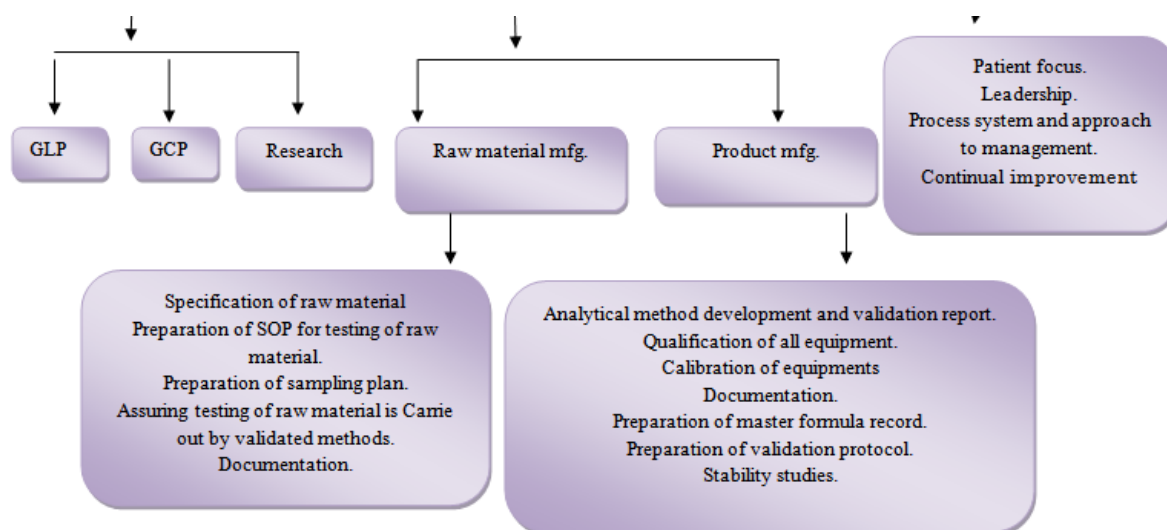 GLP
GCP
Research
Raw material mfg.
Product mfg.
Patient focus.
Leadership.
Process system and approach
to management.
Continual improvement
Specification of raw material
Preparation of SOP for testing of raw
material.
Preparation of sampling plan.
Assuring testing of raw material is Carrie
out by validated methods.
Documentation.
Analytical method development and validation report.
Qualification of all equipment.
Calibration of equipments
Documentation.
Preparation of master formula record.
Preparation of validation protocol.
Stability studies.